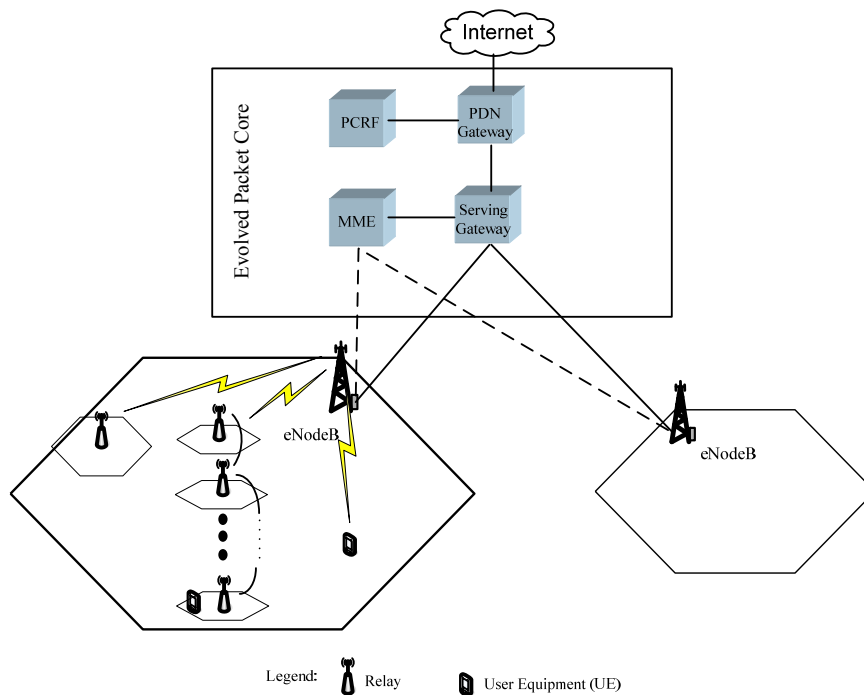 Internet
Evolved Packet Core
PCRF
PDN
Gateway
MME
Serving
Gateway
eNodeB
eNodeB
Legend:
Relay
User Equipment (UE)